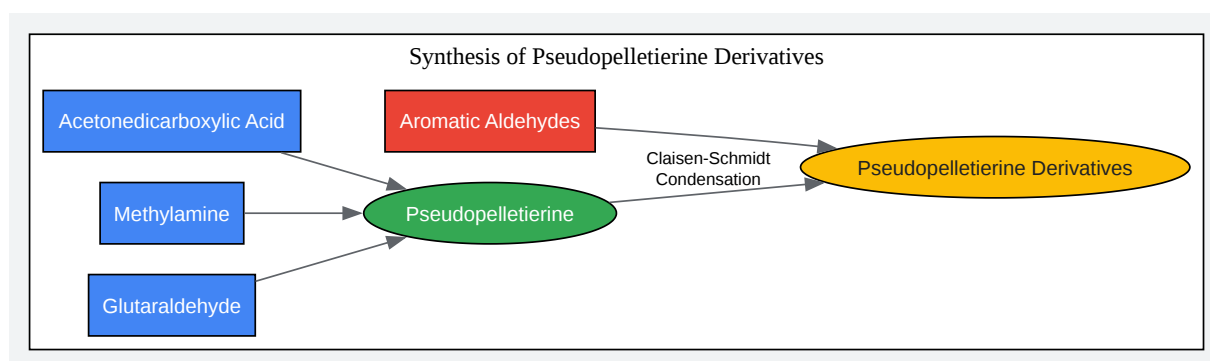 Synthesis of Pseudopelletierine Derivatives
Acetonedicarboxylic Acid
Aromatic Aldehydes
Claisen-Schmidt
Condensation
Pseudopelletierine Derivatives
Methylamine
Pseudopelletierine
Glutaraldehyde